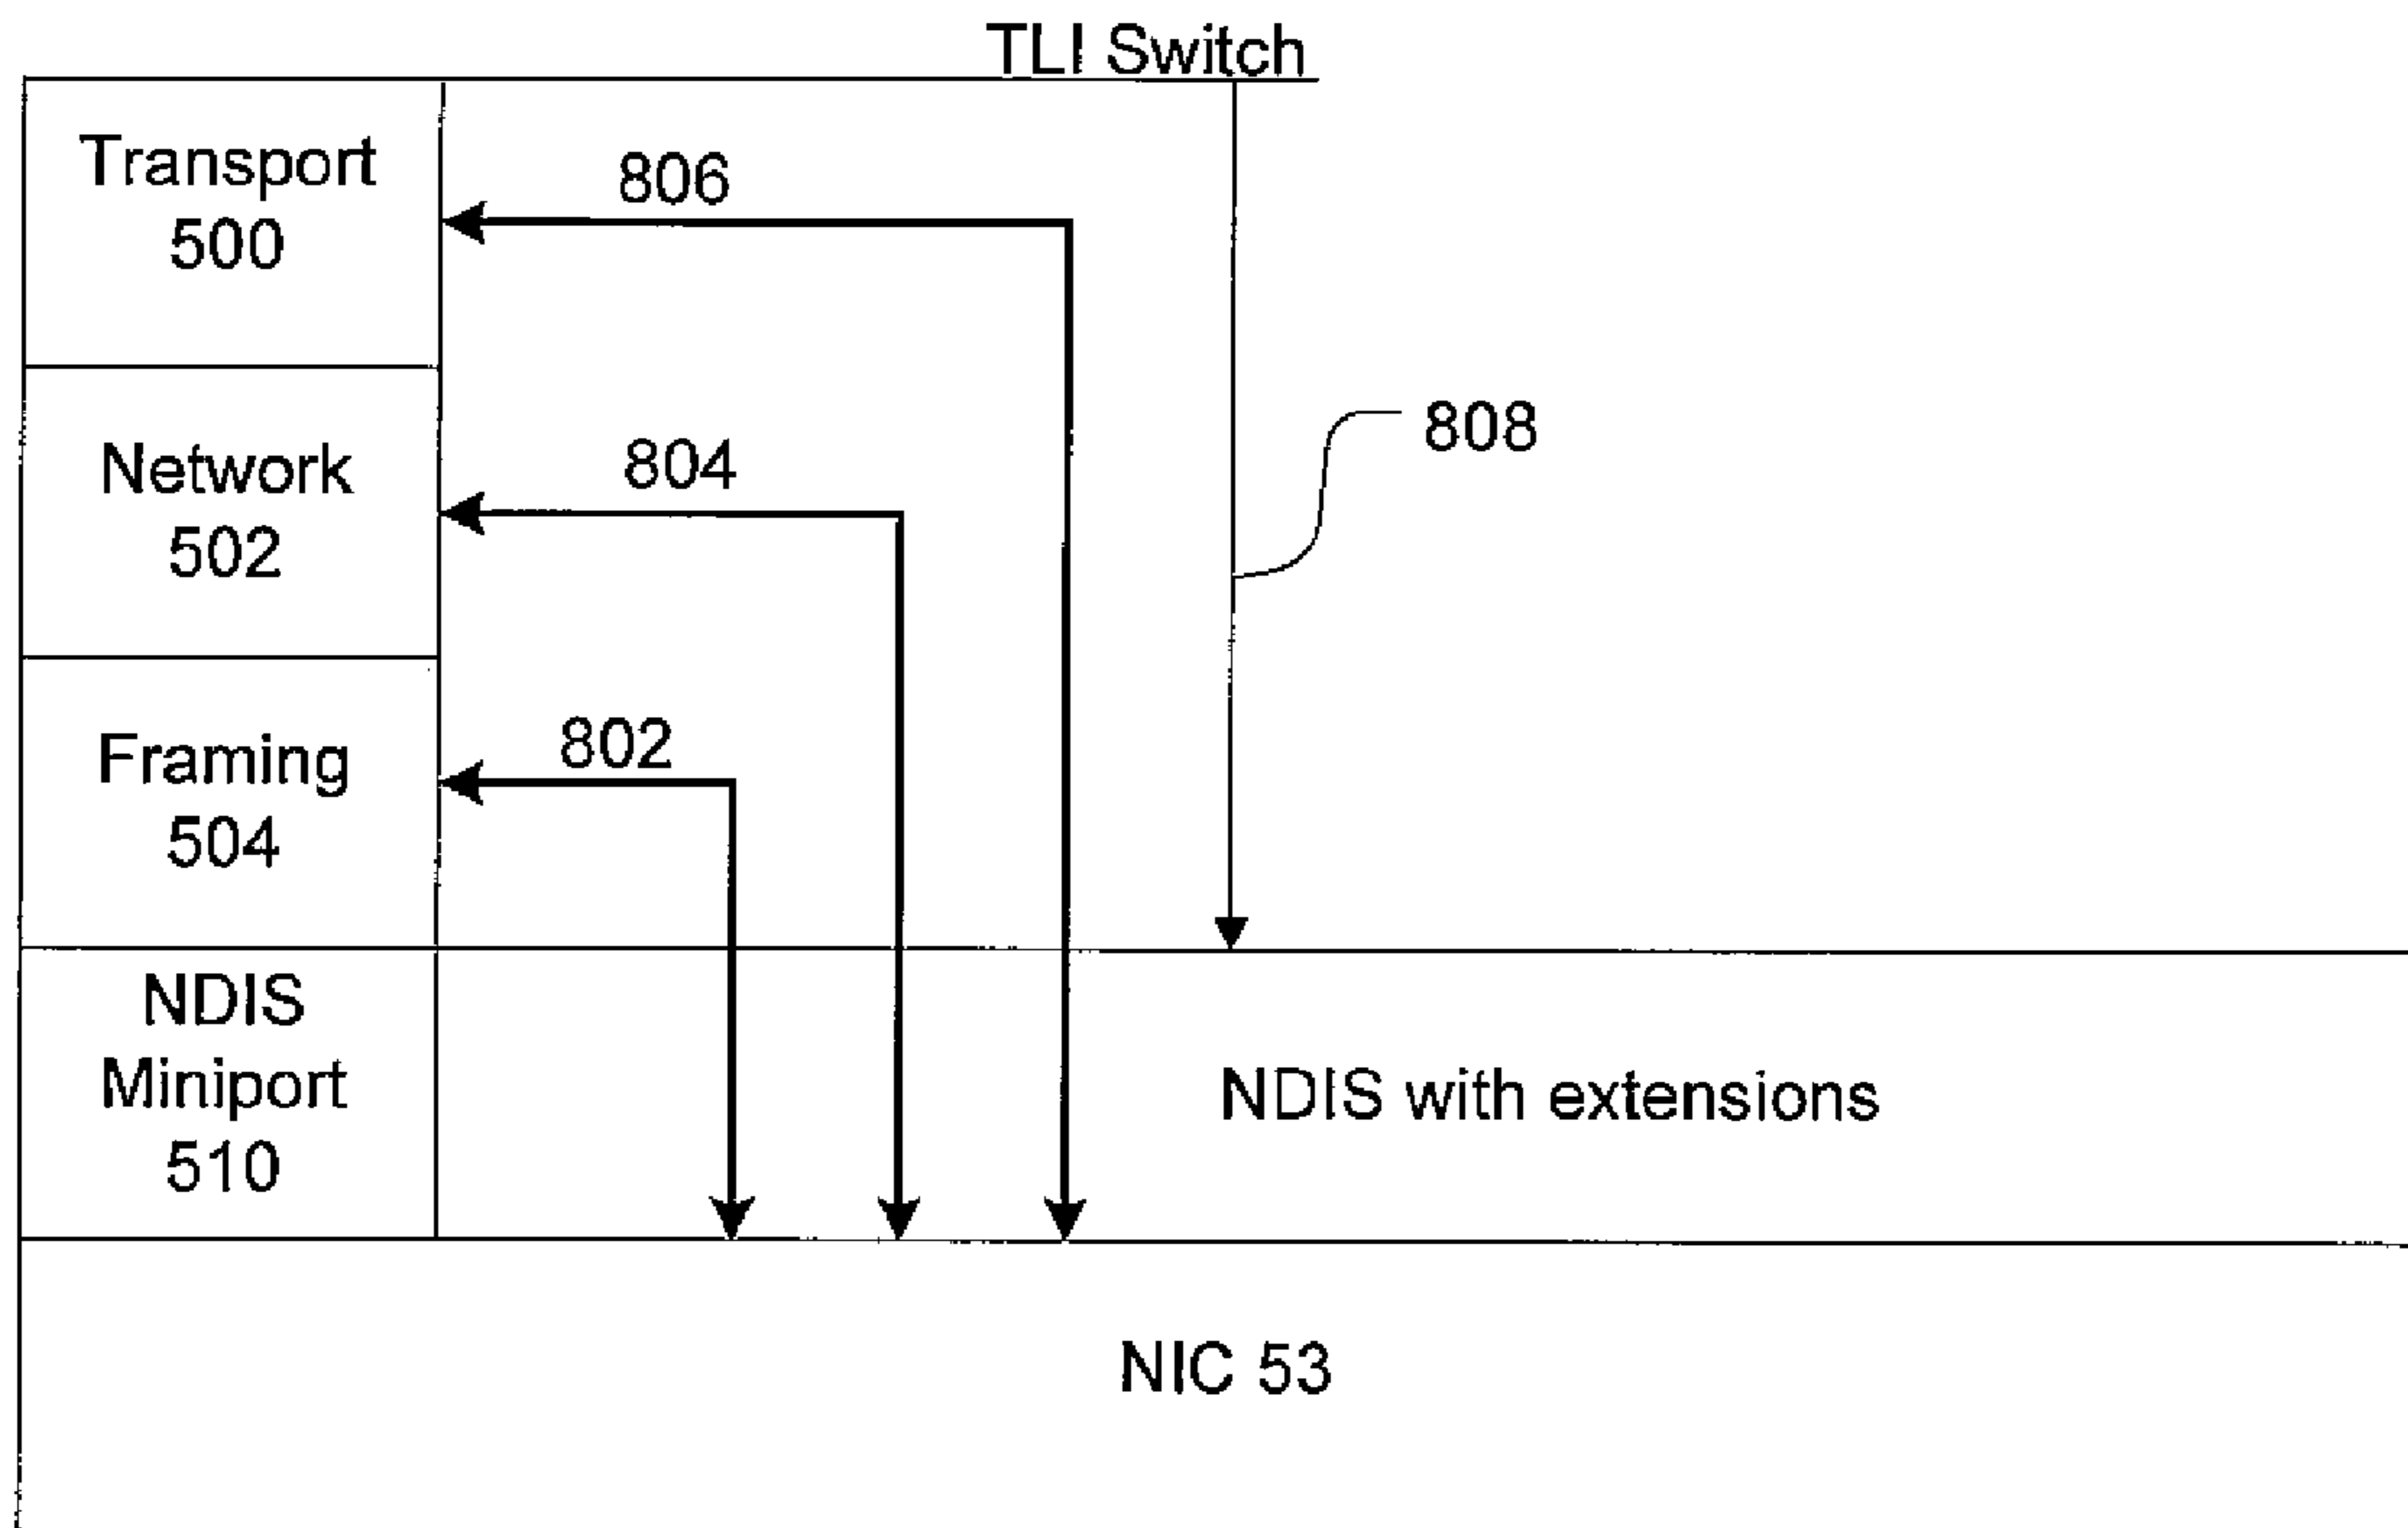 TLI Switch
Transport
500
806
Network
502
804
808
Framing
504
802
NDIS
Miniport
510
NDIS with extensions
NIC 53